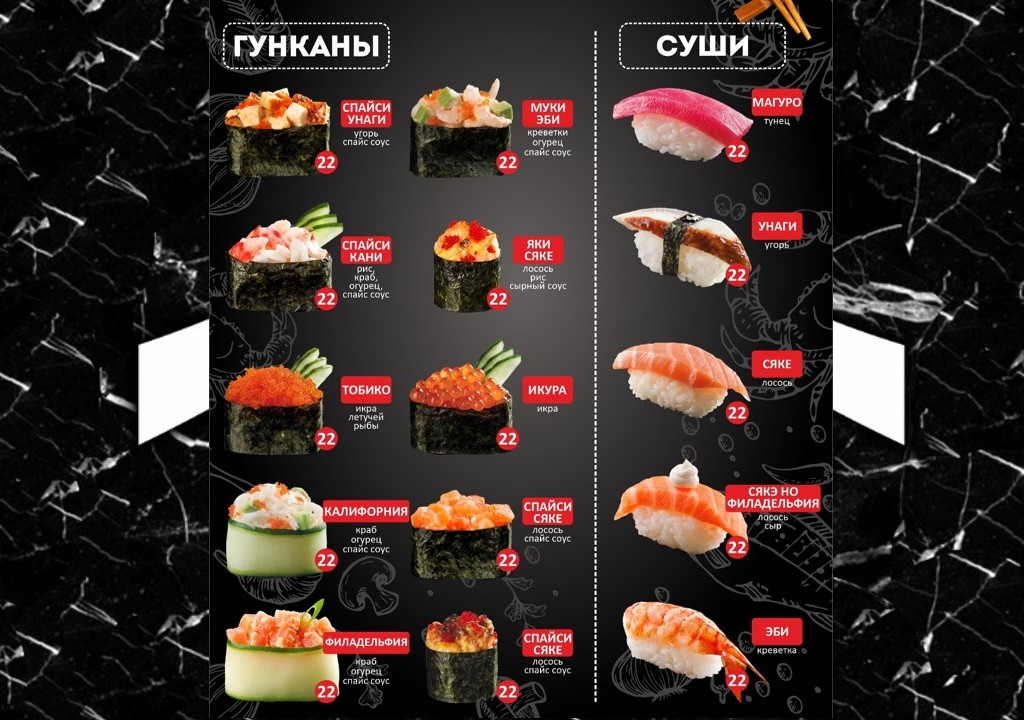 ГУНКАНЫ
СПАЙСИ
УНАГИ
угорь
спайс соус
22
МУКИ
ЭБИ
креветки
огурец
спайс соус
22
СПАЙСИ
КАНИ
рис,
краб,
огурец,
спайс соус
22
ЯКИ
СЯКЕ
лосось
рис
сырный соус
22
ТОБИКО
икра
летучей
рыбы
22
ИКУРА
икра
22
КАЛИФОРНИЯ
краб
огурец
спайс соус
22
СПАЙСИ
СЯКЕ
лосось
спайс соус
22
ФИЛАДЕЛЬФИЯ
краб
огурец
спайс соус
22
СПАЙСИ
СЯКЕ
лосось
спайс соус
22
СУШИ
МАГУРО
тунец
22
УНАГИ
угорь
22
СЯКЕ
лосось
22
СЯКЭ НО
ФИЛАДЕЛЬФИЯ
лосось
сыр
22
ЭБИ
креветка
22